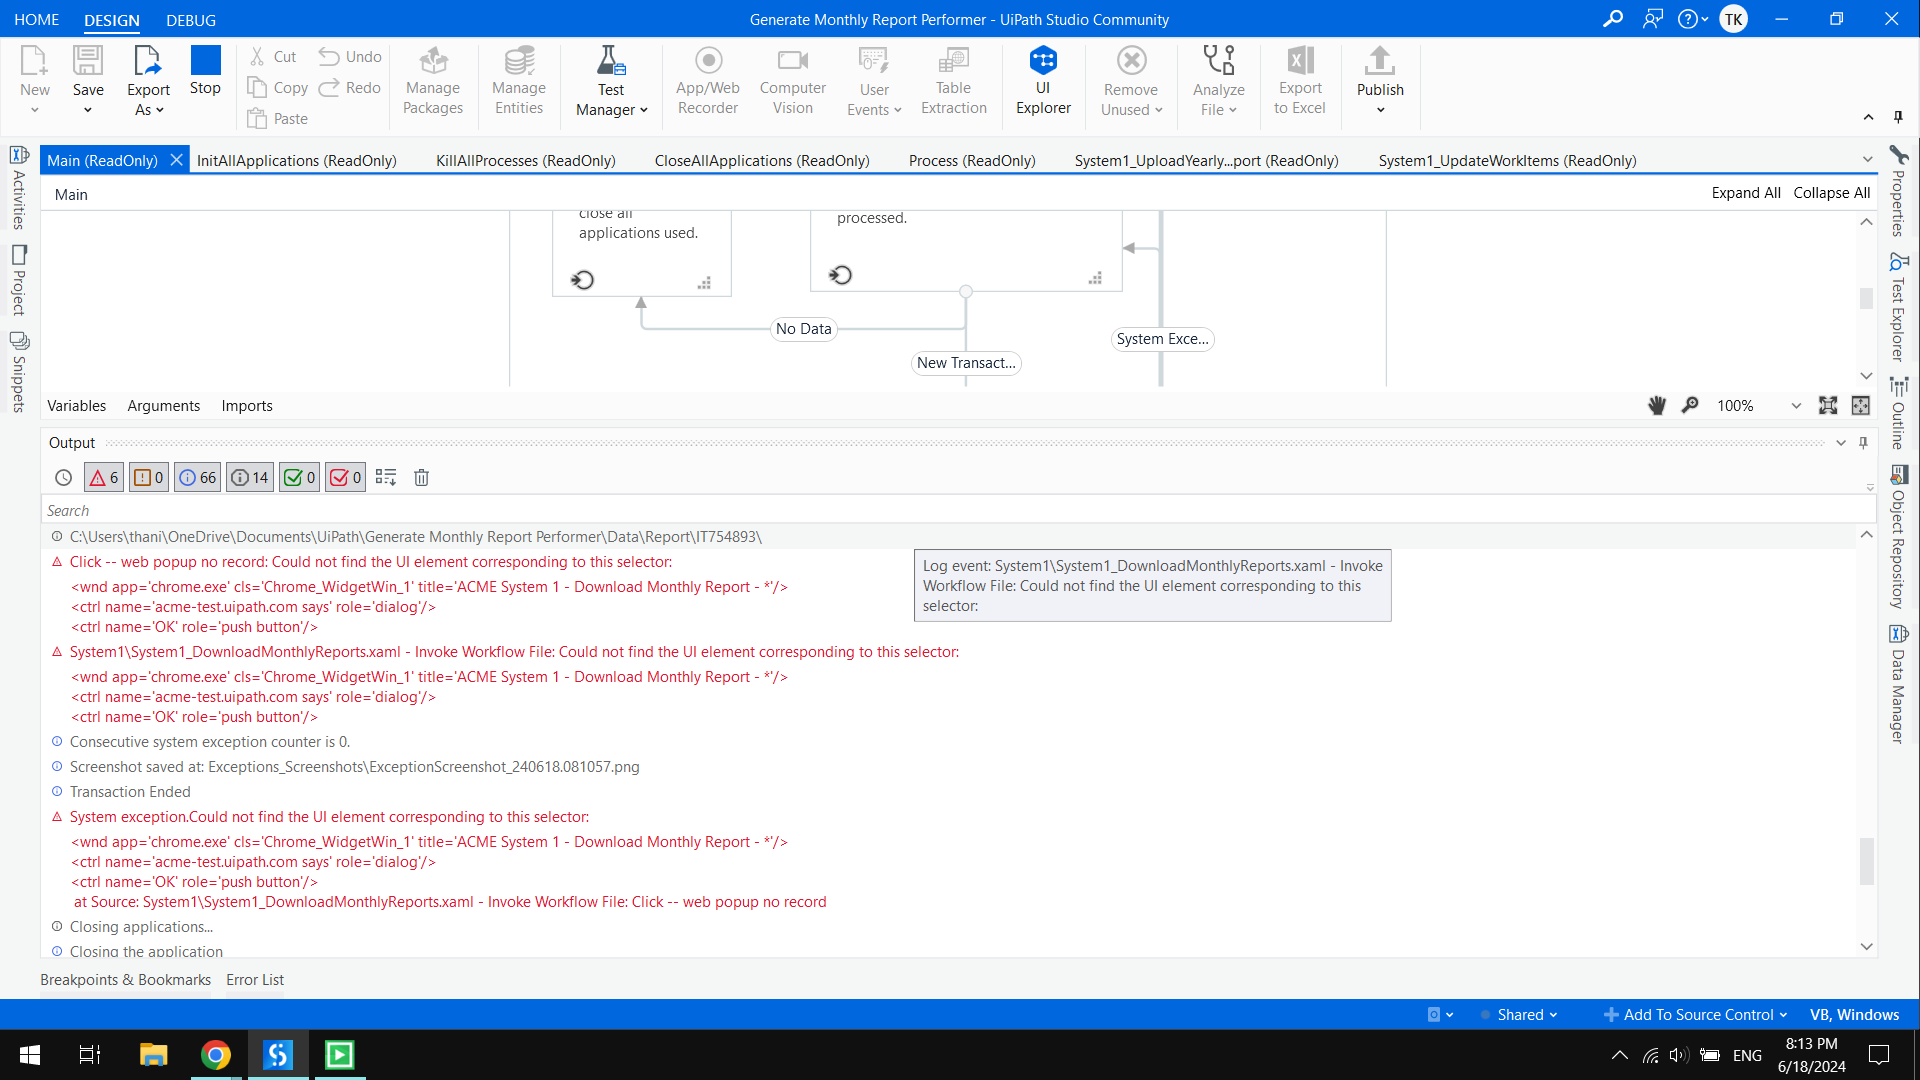 HOME DESIGN DEBUG
Generate Monthly Report Performer - UiPath Studio Community
TK
New
Save
Export As
Stop
Cut
Copy
Paste
Undo
Redo
Manage Packages
Manage Entities
Test Manager
App/Web Recorder
Computer Vision
User Events
Table Extraction
UI Explorer
Remove Unused
Analyze File
Export to Excel
Publish
Main (ReadOnly) InitAllApplications (ReadOnly) KillAllProcesses (ReadOnly) CloseAllApplications (ReadOnly) Process (ReadOnly) System1_UploadYearly...port (ReadOnly) System1_UpdateWorkItems (ReadOnly)
Activities
Project
Snippets
Main
Expand All Collapse All
close all
applications used.
processed.
No Data
System Exce...
New Transact...
Variables Arguments Imports
100%
Output
6 0 66 14 0 0
Search
C:\Users\thani\OneDrive\Documents\UiPath\Generate Monthly Report Performer\Data\Report\IT754893\
Click -- web popup no record: Could not find the UI element corresponding to this selector:
<wnd app='chrome.exe' cls='Chrome_WidgetWin_1' title='ACME System 1 - Download Monthly Report - *'/>
<ctrl name='acme-test.uipath.com says' role='dialog'/>
<ctrl name='OK' role='push button'/>
Log event: System1\System1_DownloadMonthlyReports.xaml - Invoke
Workflow File: Could not find the UI element corresponding to this
selector:
System1\System1_DownloadMonthlyReports.xaml - Invoke Workflow File: Could not find the UI element corresponding to this selector:
<wnd app='chrome.exe' cls='Chrome_WidgetWin_1' title='ACME System 1 - Download Monthly Report - *'/>
<ctrl name='acme-test.uipath.com says' role='dialog'/>
<ctrl name='OK' role='push button'/>
Consecutive system exception counter is 0.
Screenshot saved at: Exceptions_Screenshots\ExceptionScreenshot_240618.081057.png
Transaction Ended
System exception.Could not find the UI element corresponding to this selector:
<wnd app='chrome.exe' cls='Chrome_WidgetWin_1' title='ACME System 1 - Download Monthly Report - *'/>
<ctrl name='acme-test.uipath.com says' role='dialog'/>
<ctrl name='OK' role='push button'/>
at Source: System1\System1_DownloadMonthlyReports.xaml - Invoke Workflow File: Click -- web popup no record
Closing applications...
Closing the application
Properties
Test Explorer
Outline
Object Repository
Data Manager
Breakpoints & Bookmarks Error List
Shared
Add To Source Control
VB, Windows
ENG
8:13 PM
6/18/2024